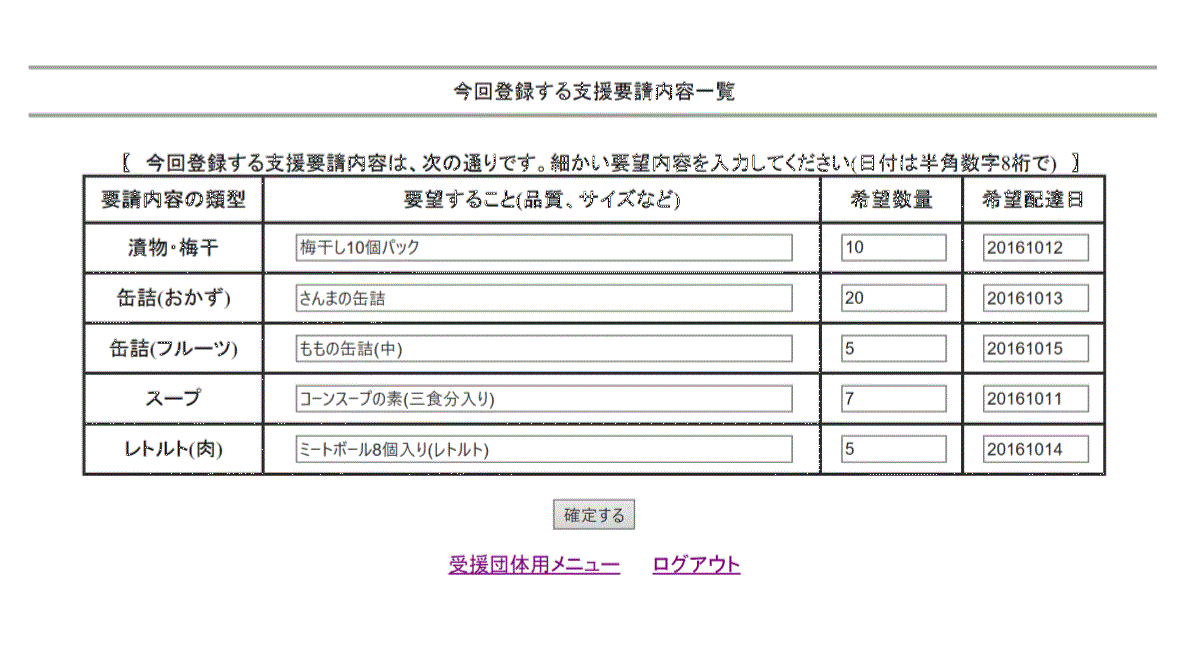 今回登録する支援要請内容一覧
〖 今回登録する支援要請内容は、次の通りです。細かい要望内容を入力してください(日付は半角数字8桁で) 〗
要請内容の類型 要望すること(品質、サイズなど) 希望数量 希望配達日
漬物・梅干 梅干し10個パック 10 20161012
缶詰(おかず) さんまの缶詰 20 20161013
缶詰(フルーツ) ももの缶詰(中) 5 20161015
スープ コーンスープの素(三食分入り) 7 20161011
レトルト(肉) ミートボール8個入り(レトルト) 5 20161014
確定する
受援団体用メニュー ログアウト